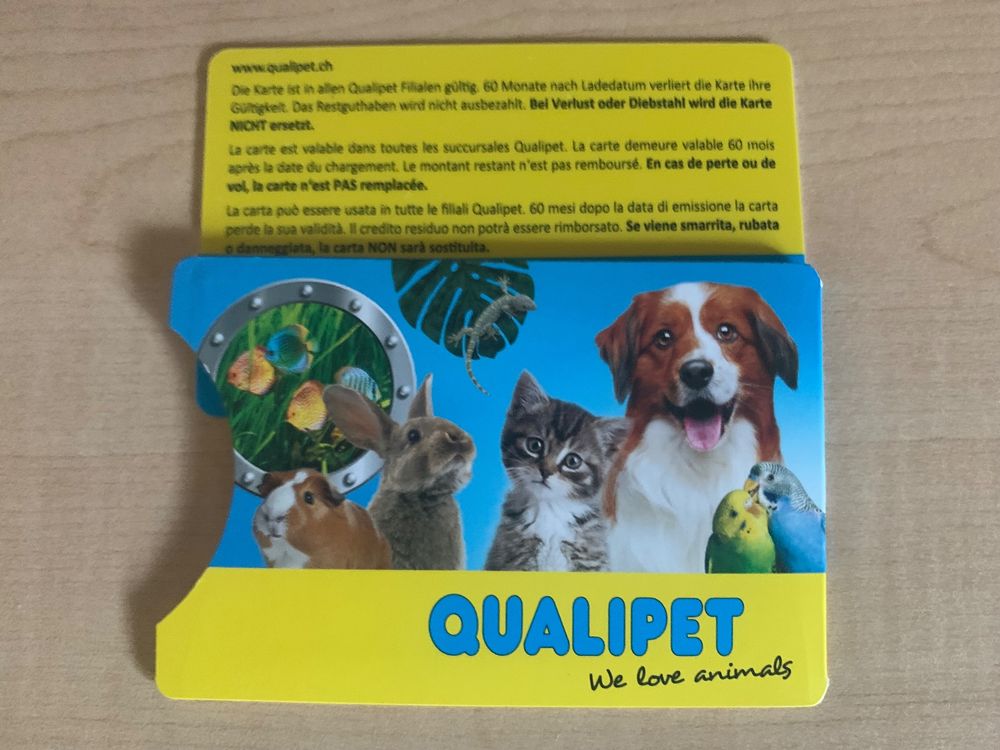 www.qualipet.ch
Die Karte ist in allen Qualipet Filialen gültig. 60 Monate nach Ladedatum verliert die Karte ihre
Gültigkeit. Das Restguthaben wird nicht ausbezahlt. Bei Verlust oder Diebstahl wird die Karte
NICHT ersetzt.
La carte est valable dans toutes les succursales Qualipet. La carte demeure valable 60 mois
après la date du chargement. Le montant restant n'est pas remboursé. En cas de perte ou de
vol, la carte n'est PAS remplacée.
La carta può essere usata in tutte le filiali Qualipet. 60 mesi dopo la data di emissione la carta
perde la sua validità. Il credito residuo non potrà essere rimborsato. Se viene smarrita, rubata
o danneggiata, la carta NON sarà sostituita.
QUALIPET
We love animals